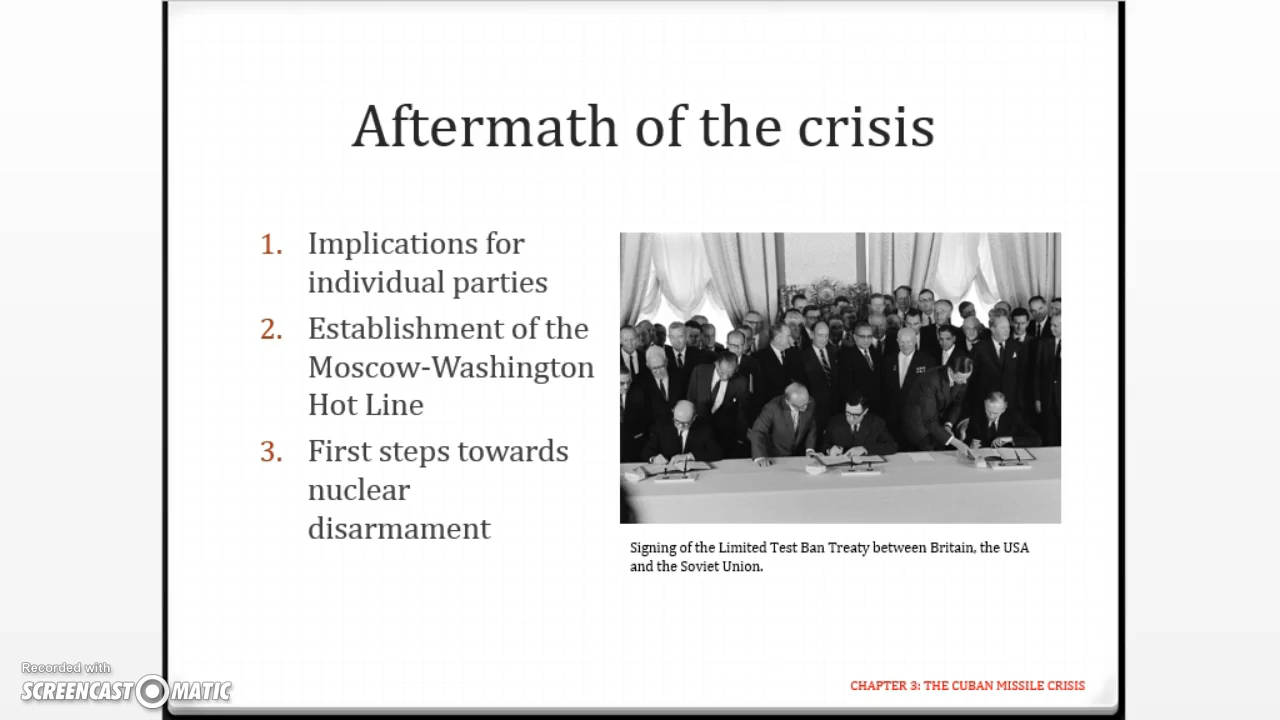 Aftermath of the crisis
1. Implications for
individual parties
2. Establishment of the
Moscow-Washington
Hot Line
3. First steps towards
nuclear
disarmament
Signing of the Limited Test Ban Treaty between Britain, the USA
and the Soviet Union.
CHAPTER 3: THE CUBAN MISSILE CRISIS
Recorded with
SCREENCAST O MATIC